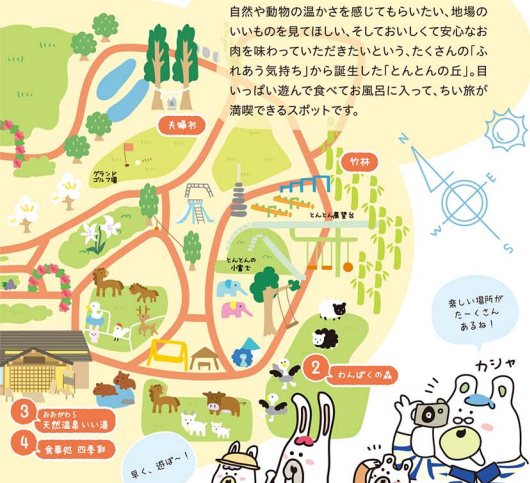 自然や動物の温かさを感じてもらいたい、地場の
いいものを見てほしい、そしておいしくて安心なお
肉を味わっていただきたいという、たくさんの「ふ
れあう気持ち」から誕生した「とんとんの丘」。目
いっぱい遊んで食べてお風呂に入って、ちい旅が
満喫できるスポットです。
夫婦杉
グランド
ゴルフ場
竹林
とんとん展望台
とんとんの
小富士
N
E
W
S
楽しい場所が
た〜くさん
あるね!
カシャ
2 わんぱくの森
3 おおがわら
天然温泉いい湯
4 食事処 四季彩
早く、遊ぼ〜!